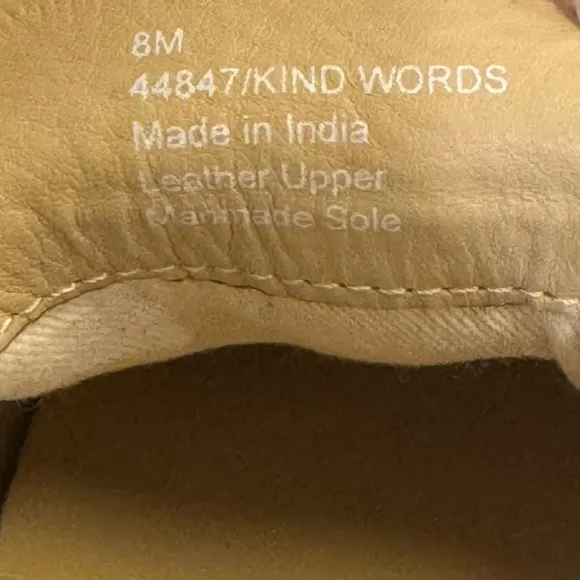 8M
44847/KIND WORDS
Made in India
Leather Upper
Manmade Sole